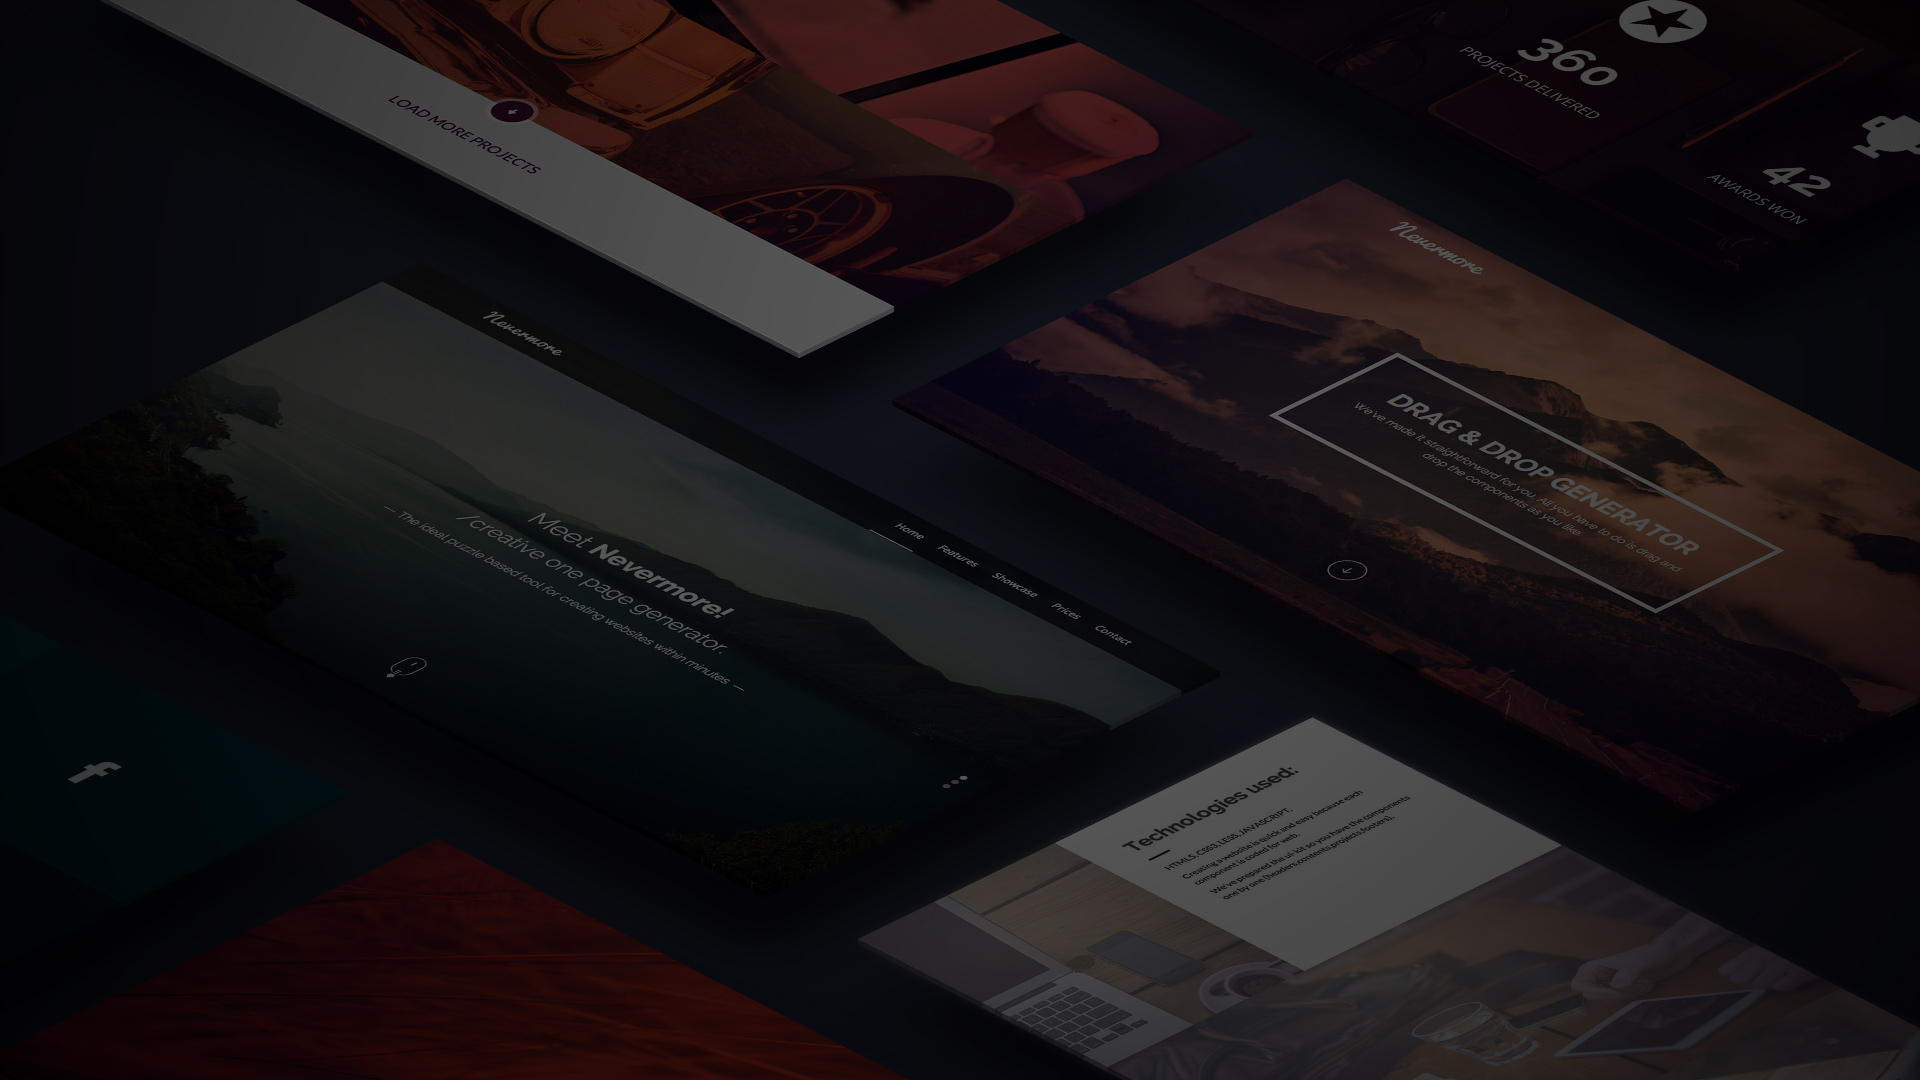 LOAD MORE PROJECTS
360
PROJECTS DELIVERED
42
AWARDS WON
Nevermore
DRAG & DROP GENERATOR
We've made it straightforward for you. All you have to do is drag and
drop the components as you like.
Nevermore
Home Features Showcase Prices Contact
Meet Nevermore!
/creative one page generator.
— The ideal puzzle based tool for creating websites within minutes —
f
Technologies used:
HTML5, CSS3, LESS, JAVASCRIPT.
Creating a website is quick and easy because each
component is coded for web.
We've prepared the ui-kit so you have the components
one by one (headers,contents,projects,footers).